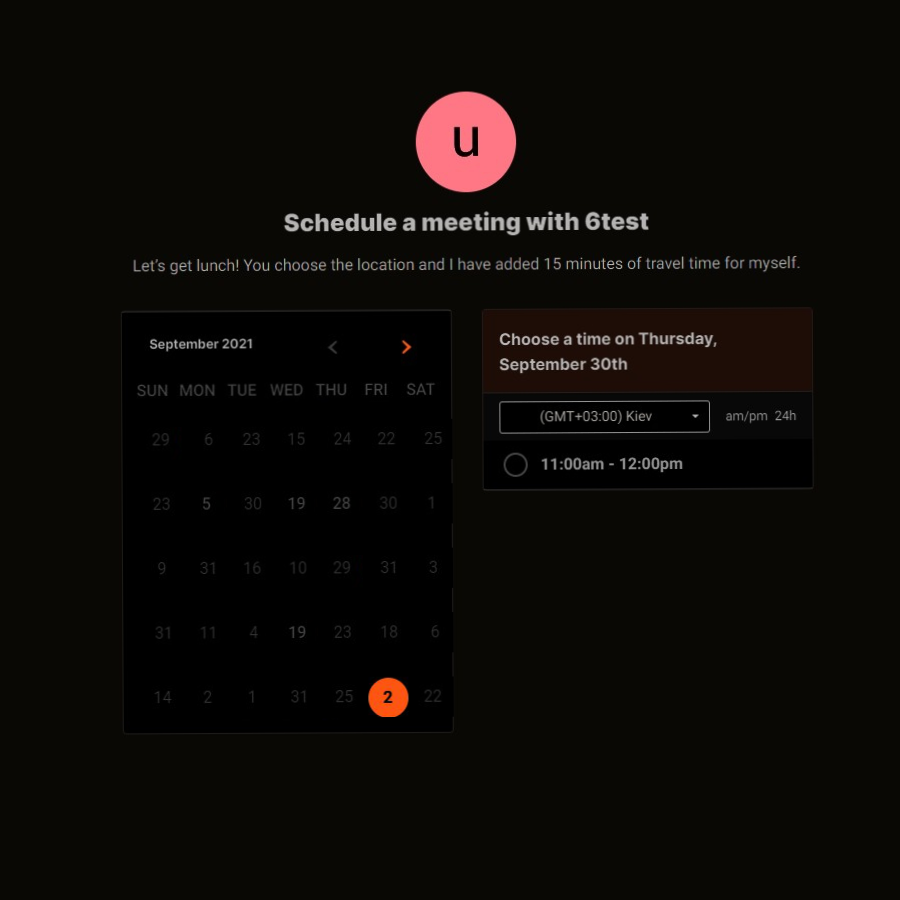 u
Schedule a meeting with 6test
Let's get lunch! You choose the location and I have added 15 minutes of travel time for myself.
September 2021
SUN MON TUE WED THU FRI SAT
29 6 23 15 24 22 25
23 5 30 19 28 30 1
9 31 16 10 29 31 3
31 11 4 19 23 18 6
14 2 1 31 25 2 22
Choose a time on Thursday,
September 30th
(GMT+03:00) Kiev am/pm 24h
11:00am - 12:00pm